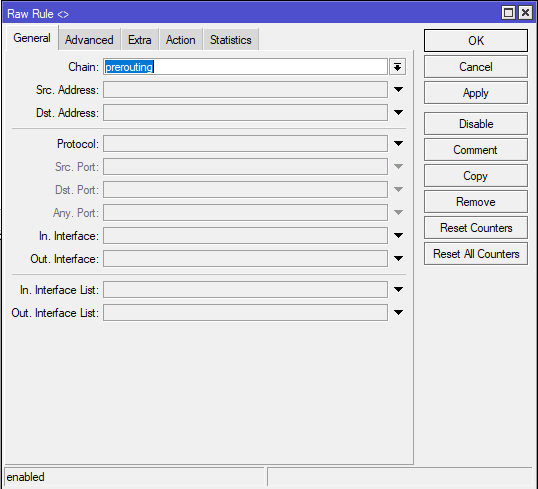 Raw Rule <>
General Advanced Extra Action Statistics
Chain: prerouting
Src. Address:
Dst. Address:
Protocol:
Src. Port:
Dst. Port:
Any. Port:
In. Interface:
Out. Interface:
In. Interface List:
Out. Interface List:
OK
Cancel
Apply
Disable
Comment
Copy
Remove
Reset Counters
Reset All Counters
enabled